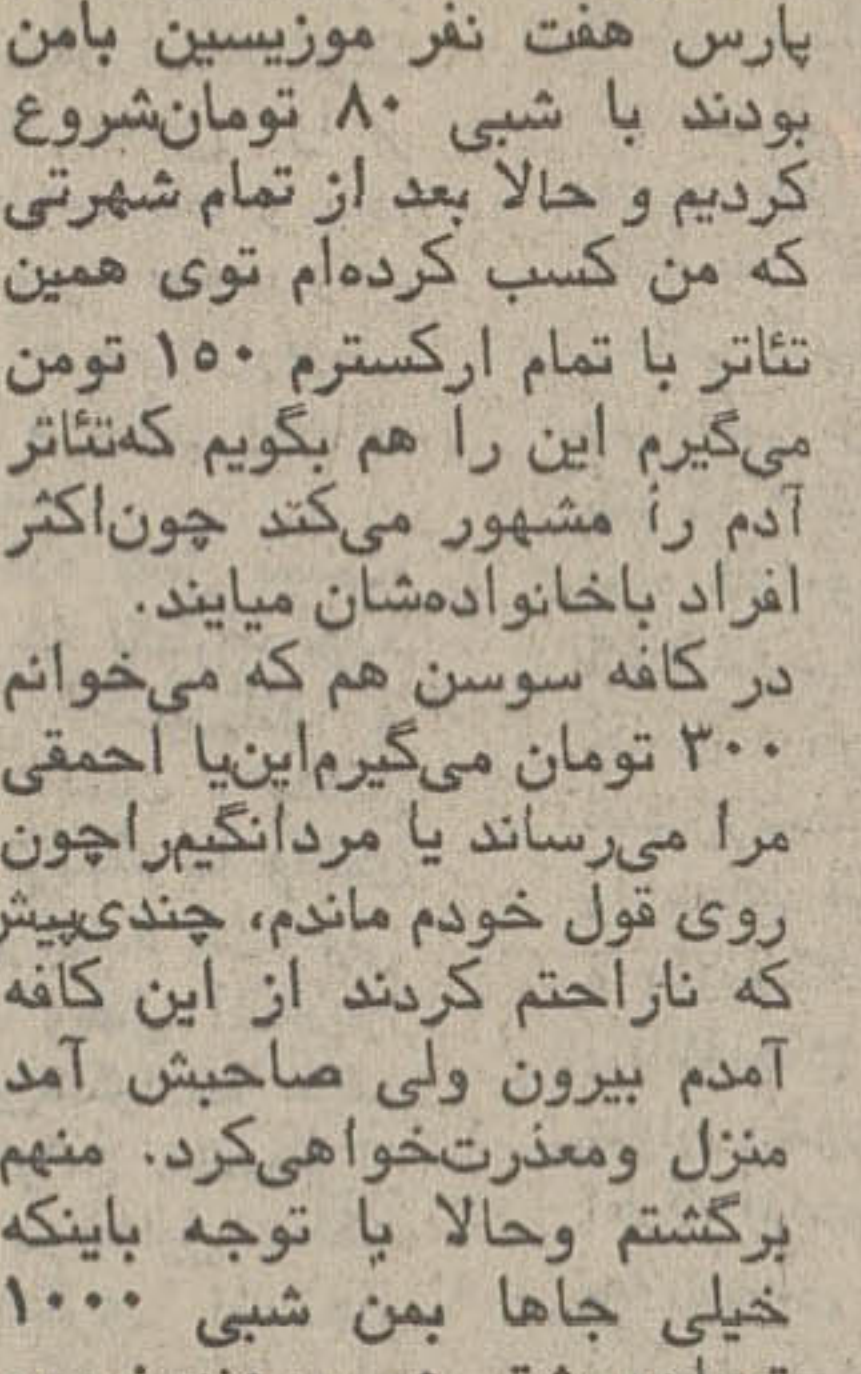 پارس هفت نفر موزیسین بامن
بودند با شبی ۸۰ تومان‌شروع
کردیم و حالا بعد از تمام شهرتی
که من کسب کرده‌ام توی همین
تئاتر با تمام ارکسترم ۱۵۰ تومن
می‌گیرم این را هم بگویم که‌تئاتر
آدم را مشهور می‌کند چون‌اکثر
افراد باخانواده‌شان میایند.
در کافه سوسن هم که می‌خوانم
۳۰۰ تومان می‌گیرم‌این‌یا احمقی
مرا می‌رساند یا مردانگیم‌راچون
روی قول خودم ماندم، چندی‌پیش
که ناراحتم کردند از این کافه
آمدم بیرون ولی صاحبش آمد
منزل ومعذرت‌خواهی‌کرد. منهم
برگشتم وحالا با توجه باینکه
خیلی جاها بمن شبی ۱۰۰۰